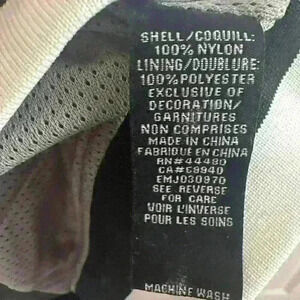 SHELL/COQUILL:
100% NYLON
LINING/DOUBLURE:
100% POLYESTER
EXCLUSIVE OF
DECORATION/
GARNITURES
NON COMPRISES
MADE IN CHINA
FABRIQUE EN CHINA
RN#44480
CA#59940
EMJ030970
SEE REVERSE
FOR CARE
VOIR L'INVERSE
POUR LES SOINS
MACHINE WASH